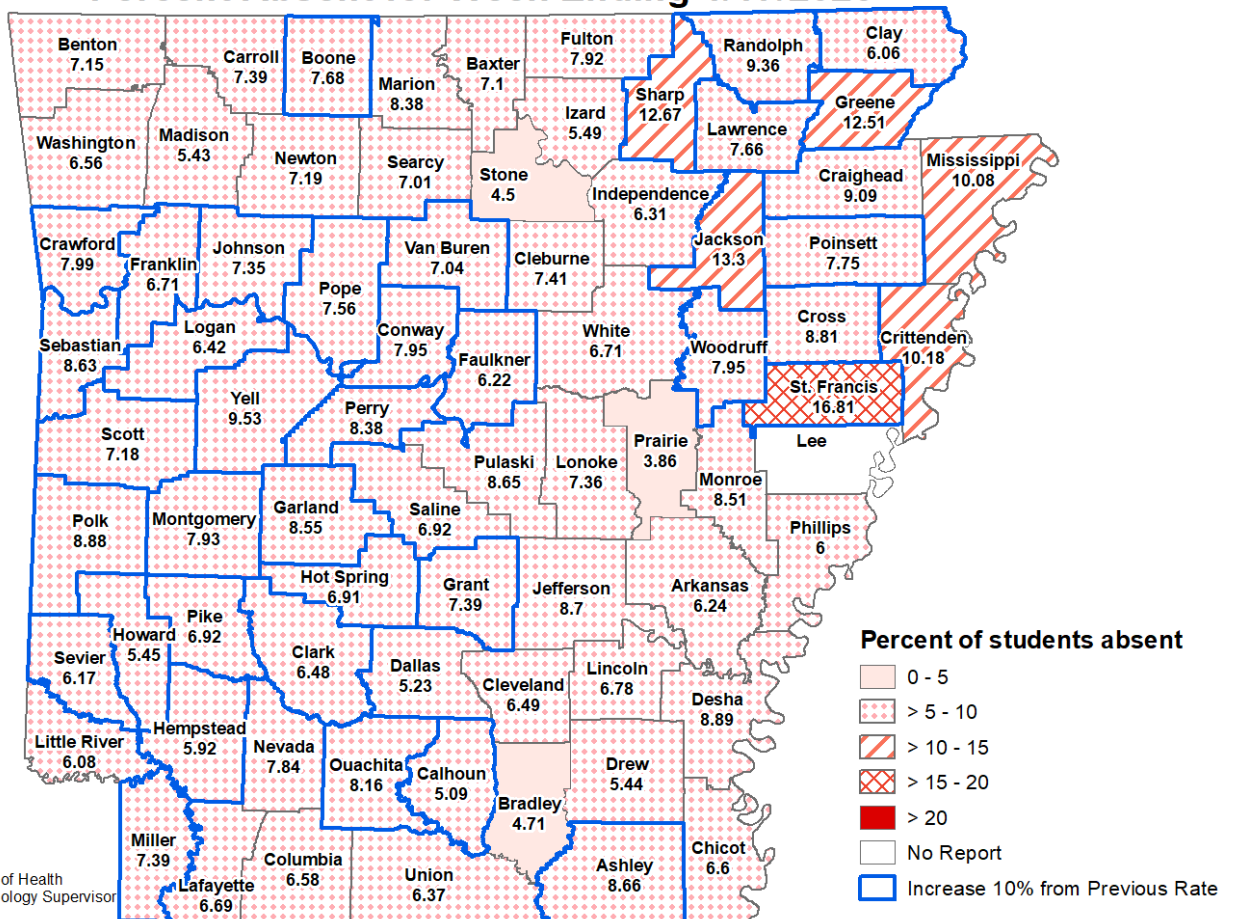 Benton
7.15
Carroll
7.39
Boone
7.68
Marion
8.38
Baxter
7.1
Fulton
7.92
Izard
5.49
Sharp
12.67
Randolph
9.36
Clay
6.06
Greene
12.51
Lawrence
7.66
Washington
6.56
Madison
5.43
Newton
7.19
Searcy
7.01
Stone
4.5
Independence
6.31
Craighead
9.09
Mississippi
10.08
Crawford
7.99
Franklin
6.71
Johnson
7.35
Pope
7.56
Van Buren
7.04
Cleburne
7.41
Jackson
13.3
Poinsett
7.75
Sebastian
8.63
Logan
6.42
Conway
7.95
Faulkner
6.22
White
6.71
Woodruff
7.95
Cross
8.81
Crittenden
10.18
St. Francis
16.81
Scott
7.18
Yell
9.53
Perry
8.38
Pulaski
8.65
Lonoke
7.36
Prairie
3.86
Monroe
8.51
Lee
Phillips
6
Polk
8.88
Montgomery
7.93
Garland
8.55
Saline
6.92
Hot Spring
6.91
Grant
7.39
Jefferson
8.7
Arkansas
6.24
Sevier
6.17
Howard
5.45
Pike
6.92
Clark
6.48
Dallas
5.23
Cleveland
6.49
Lincoln
6.78
Desha
8.89
Little River
6.08
Hempstead
5.92
Nevada
7.84
Ouachita
8.16
Calhoun
5.09
Bradley
4.71
Drew
5.44
Miller
7.39
Lafayette
6.69
Columbia
6.58
Union
6.37
Ashley
8.66
Chicot
6.6
Percent of students absent
0 - 5
> 5 - 10
> 10 - 15
> 15 - 20
> 20
No Report
Increase 10% from Previous Rate
of Health
ology Supervisor